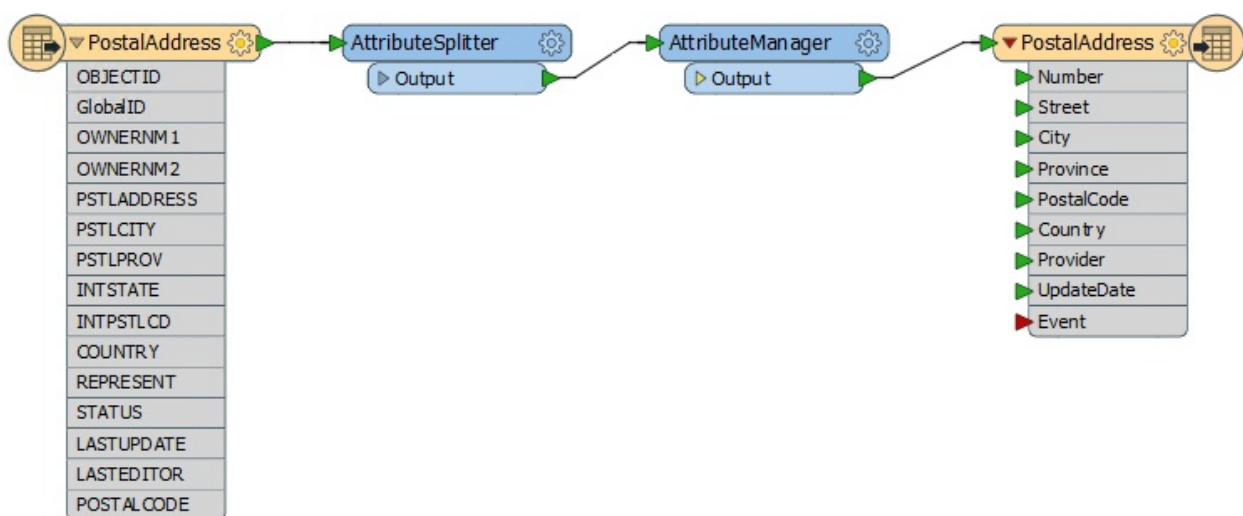 PostalAddress
OBJECTID
GlobalID
OWNERNM1
OWNERNM2
PSTLADDRESS
PSTLCITY
PSTLPROV
INTSTATE
INTPSTLCD
COUNTRY
REPRESENT
STATUS
LASTUPDATE
LASTEDITOR
POSTALCODE
AttributeSplitter
Output
AttributeManager
Output
PostalAddress
Number
Street
City
Province
PostalCode
Country
Provider
UpdateDate
Event